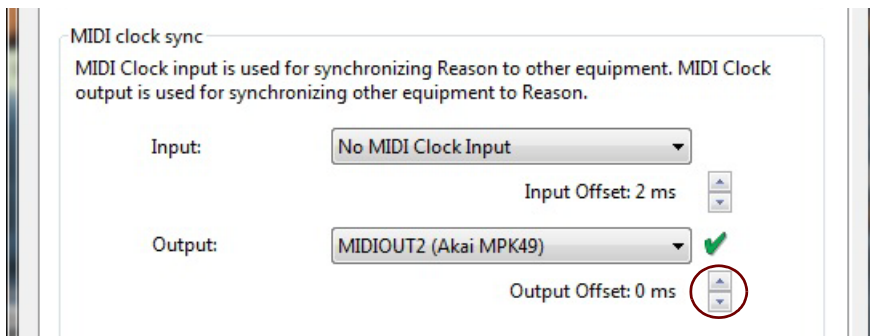 MIDI clock sync
MIDI Clock input is used for synchronizing Reason to other equipment. MIDI Clock
output is used for synchronizing other equipment to Reason.
Input:
No MIDI Clock Input
Input Offset: 2 ms
Output:
MIDIOUT2 (Akai MPK49)
Output Offset: 0 ms